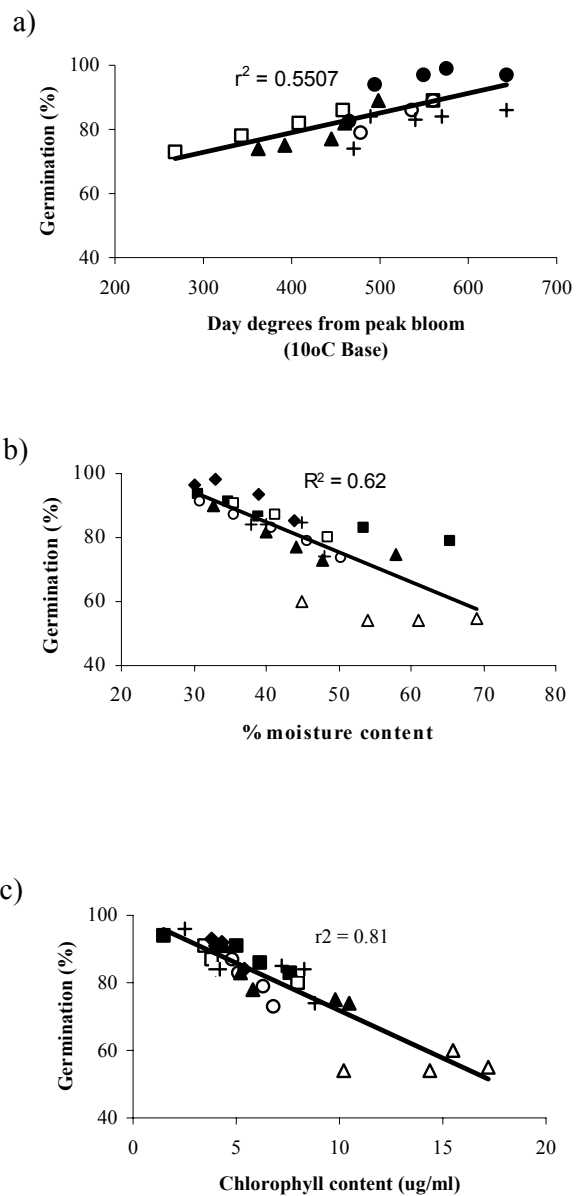 a)
r² = 0.5507
Germination (%)
100
80
60
40
200 300 400 500 600 700
Day degrees from peak bloom
(10oC Base)
b)
R² = 0.62
Germination (%)
100
80
60
40
20 30 40 50 60 70 80
% moisture content
c)
r2 = 0.81
Germination (%)
100
80
60
40
0 5 10 15 20
Chlorophyll content (ug/ml)